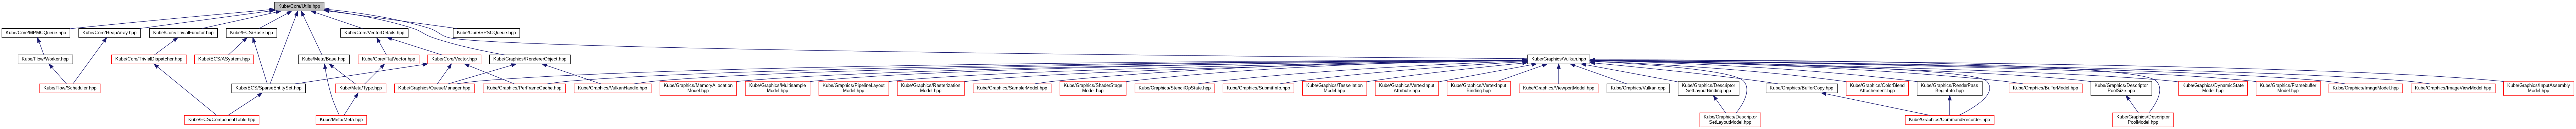 Kube/Core/Utils.hpp
Kube/Core/MPMCQueue.hpp
Kube/Core/HeapArray.hpp
Kube/Core/TrivialFunctor.hpp
Kube/ECS/Base.hpp
Kube/Core/VectorDetails.hpp
Kube/Core/SPSCQueue.hpp
Kube/Flow/Worker.hpp
Kube/Core/TrivialDispatcher.hpp
Kube/ECS/ASystem.hpp
Kube/Meta/Base.hpp
Kube/Core/FlatVector.hpp
Kube/Core/Vector.hpp
Kube/Graphics/RendererObject.hpp
Kube/Graphics/Vulkan.hpp
Kube/Flow/Scheduler.hpp
Kube/ECS/SparseEntitySet.hpp
Kube/Meta/Type.hpp
Kube/Graphics/QueueManager.hpp
Kube/Graphics/PerFrameCache.hpp
Kube/Graphics/VulkanHandle.hpp
Kube/Graphics/MemoryAllocation
Model.hpp
Kube/Graphics/Multisample
Model.hpp
Kube/Graphics/PipelineLayout
Model.hpp
Kube/Graphics/Rasterization
Model.hpp
Kube/Graphics/SamplerModel.hpp
Kube/Graphics/ShaderStage
Model.hpp
Kube/Graphics/StencilOpState.hpp
Kube/Graphics/SubmitInfo.hpp
Kube/Graphics/Tessellation
Model.hpp
Kube/Graphics/VertexInput
Attribute.hpp
Kube/Graphics/VertexInput
Binding.hpp
Kube/Graphics/ViewportModel.hpp
Kube/Graphics/Vulkan.cpp
Kube/Graphics/Descriptor
SetLayoutBinding.hpp
Kube/Graphics/BufferCopy.hpp
Kube/Graphics/ColorBlend
Attachement.hpp
Kube/Graphics/RenderPass
BeginInfo.hpp
Kube/Graphics/BufferModel.hpp
Kube/Graphics/Descriptor
PoolSize.hpp
Kube/Graphics/DynamicState
Model.hpp
Kube/Graphics/Framebuffer
Model.hpp
Kube/Graphics/ImageModel.hpp
Kube/Graphics/ImageViewModel.hpp
Kube/Graphics/InputAssembly
Model.hpp
Kube/ECS/ComponentTable.hpp
Kube/Meta/Meta.hpp
Kube/Graphics/Descriptor
SetLayoutModel.hpp
Kube/Graphics/CommandRecorder.hpp
Kube/Graphics/Descriptor
PoolModel.hpp